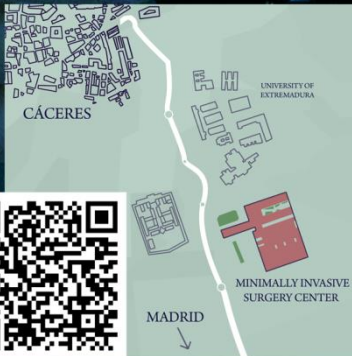 UNIVERSITY OF
EXTREMADURA
CÁCERES
MINIMALLY INVASIVE
SURGERY CENTER
MADRID